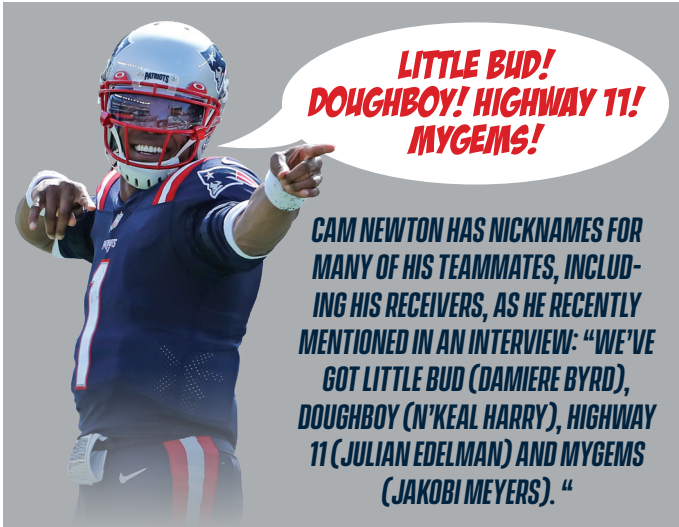 LITTLE BUD!
DOUGHBOY! HIGHWAY 11!
MYGEMS!
PATRIOTS
PATRIOTS
1
CAM NEWTON HAS NICKNAMES FOR
MANY OF HIS TEAMMATES, INCLUD-
ING HIS RECEIVERS, AS HE RECENTLY
MENTIONED IN AN INTERVIEW: “WE’VE
GOT LITTLE BUD (DAMIERE BYRD),
DOUGHBOY (N’KEAL HARRY), HIGHWAY
11 (JULIAN EDELMAN) AND MYGEMS
(JAKOBI MEYERS). “